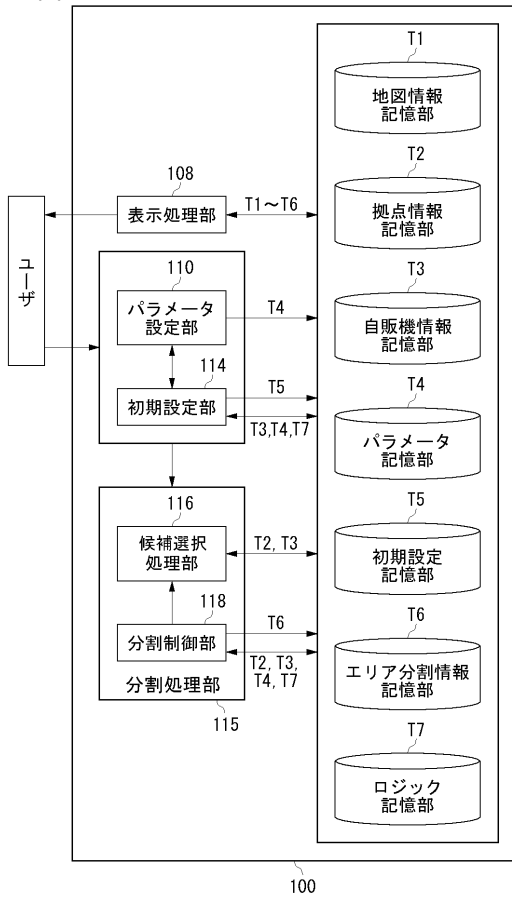 T1
地図情報
記憶部
T2
拠点情報
記憶部
108
表示処理部
T1～T6
ユーザ
T3
自販機情報
記憶部
110
パラメータ
設定部
T4
114
初期設定部
T5
T3,T4,T7
T4
パラメータ
記憶部
116
候補選択
処理部
T2, T3
T5
初期設定
記憶部
118
分割制御部
T6
T2, T3,
T4, T7
分割処理部
115
T6
エリア分割情報
記憶部
T7
ロジック
記憶部
100